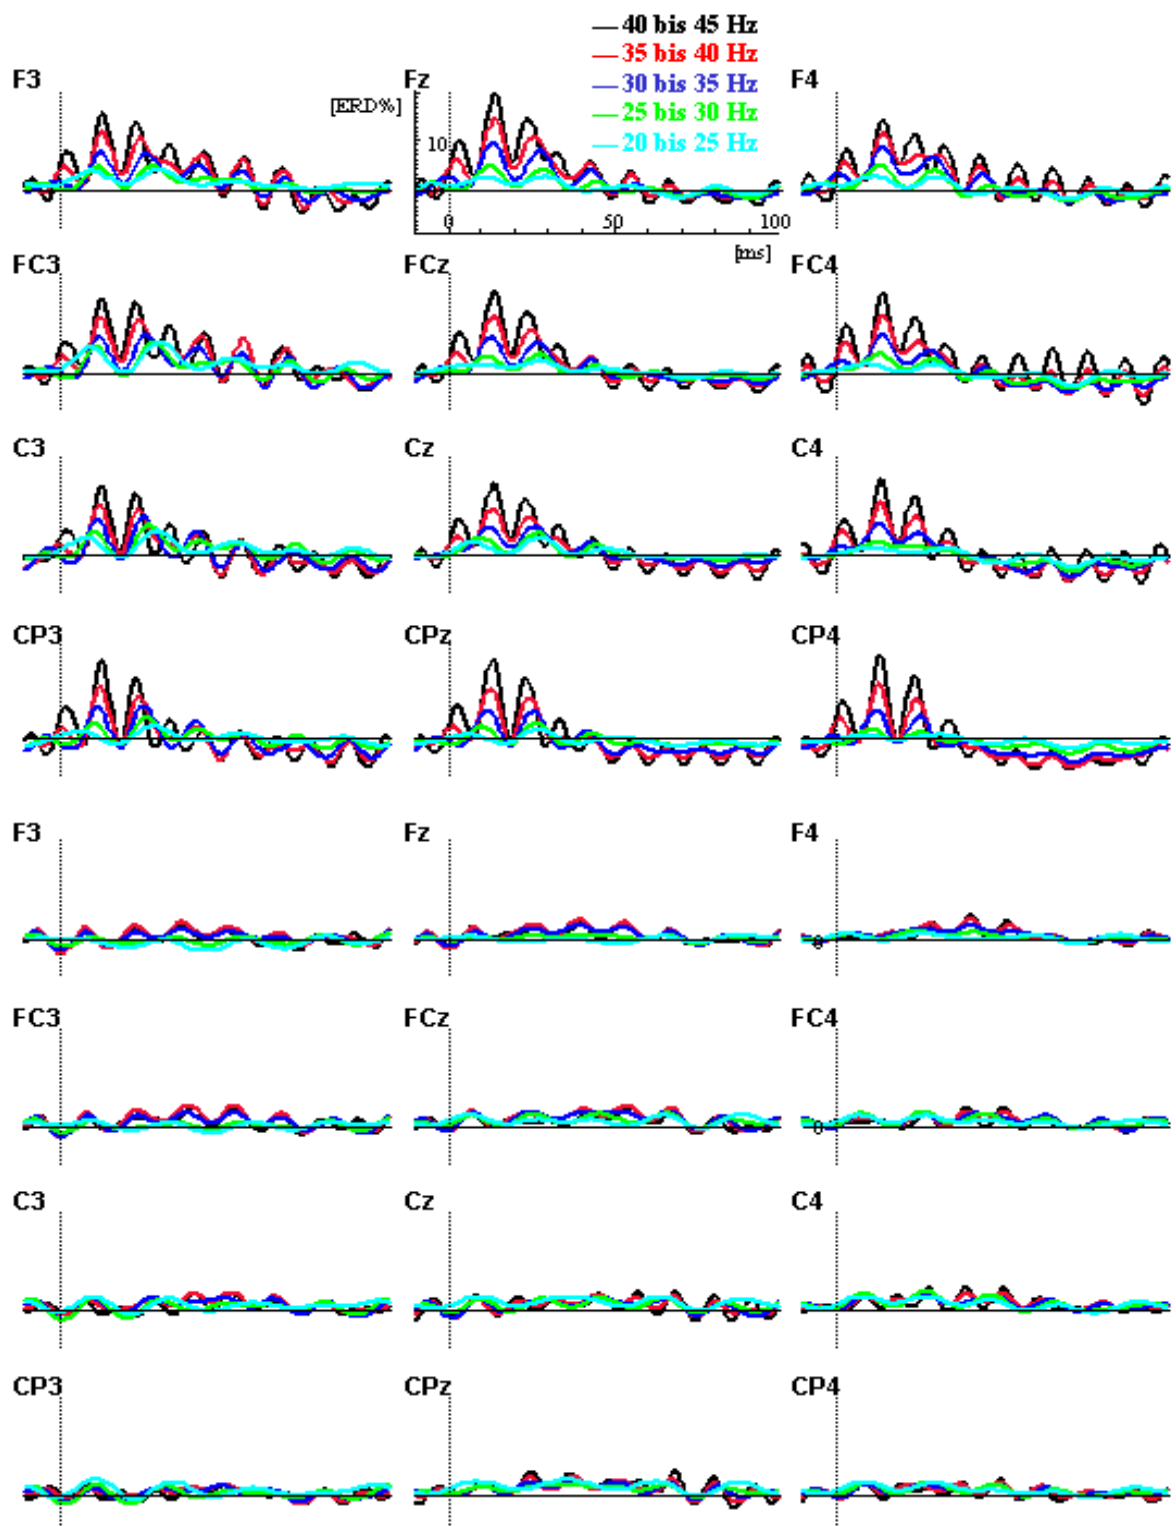 40 bis 45 Hz
35 bis 40 Hz
30 bis 35 Hz
25 bis 30 Hz
20 bis 25 Hz
F3 Fz F4
[ERD%]
10
0
0 50 100
[ms]
FC3 FCz FC4
C3 Cz C4
CP3 CPz CP4
F3 Fz F4
0
FC3 FCz FC4
0
C3 Cz C4
CP3 CPz CP4